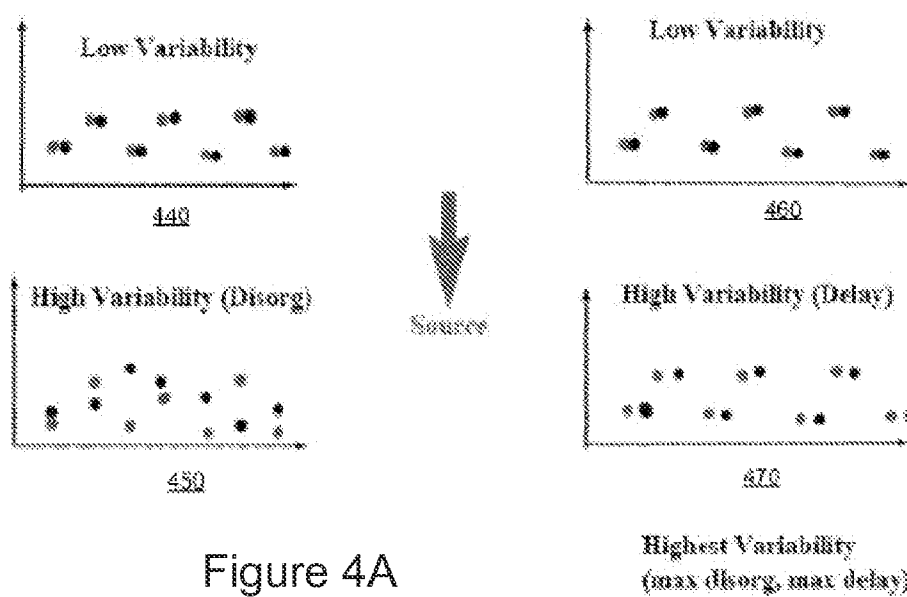 Low Variability
440
Low Variability
460
Source
High Variability (Disorg)
450
High Variability (Delay)
470
Figure 4A
Highest Variability
(max disorg, max delay)